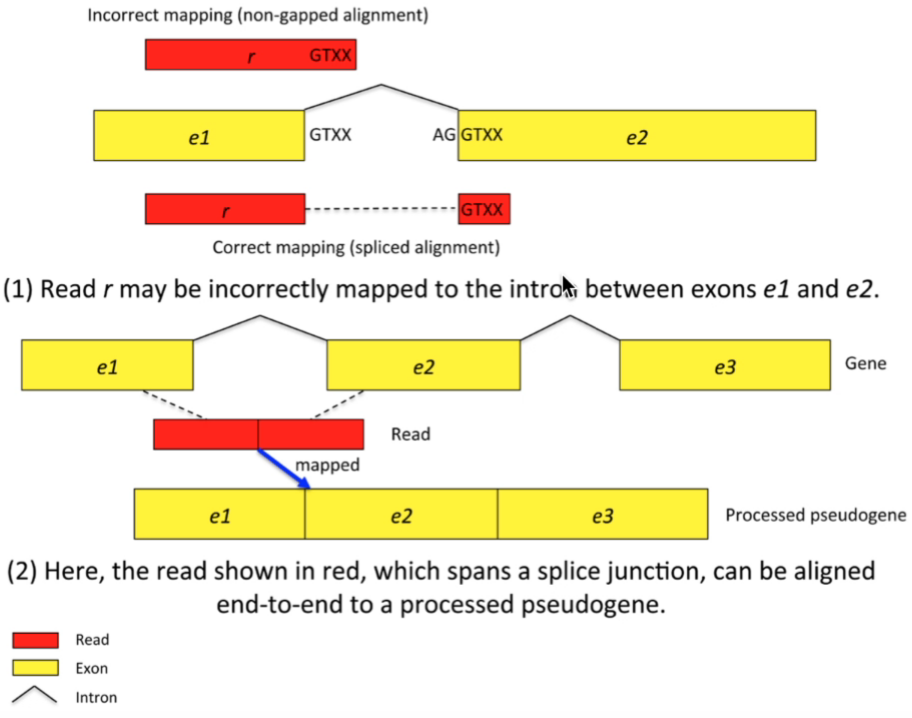 Incorrect mapping (non-gapped alignment)
r GTXX
e1 GTXX AG GTXX e2
r GTXX
Correct mapping (spliced alignment)
(1) Read r may be incorrectly mapped to the intron between exons e1 and e2.
e1 e2 e3 Gene
Read
mapped
e1 e2 e3 Processed pseudogene
(2) Here, the read shown in red, which spans a splice junction, can be aligned
end-to-end to a processed pseudogene.
Read
Exon
Intron